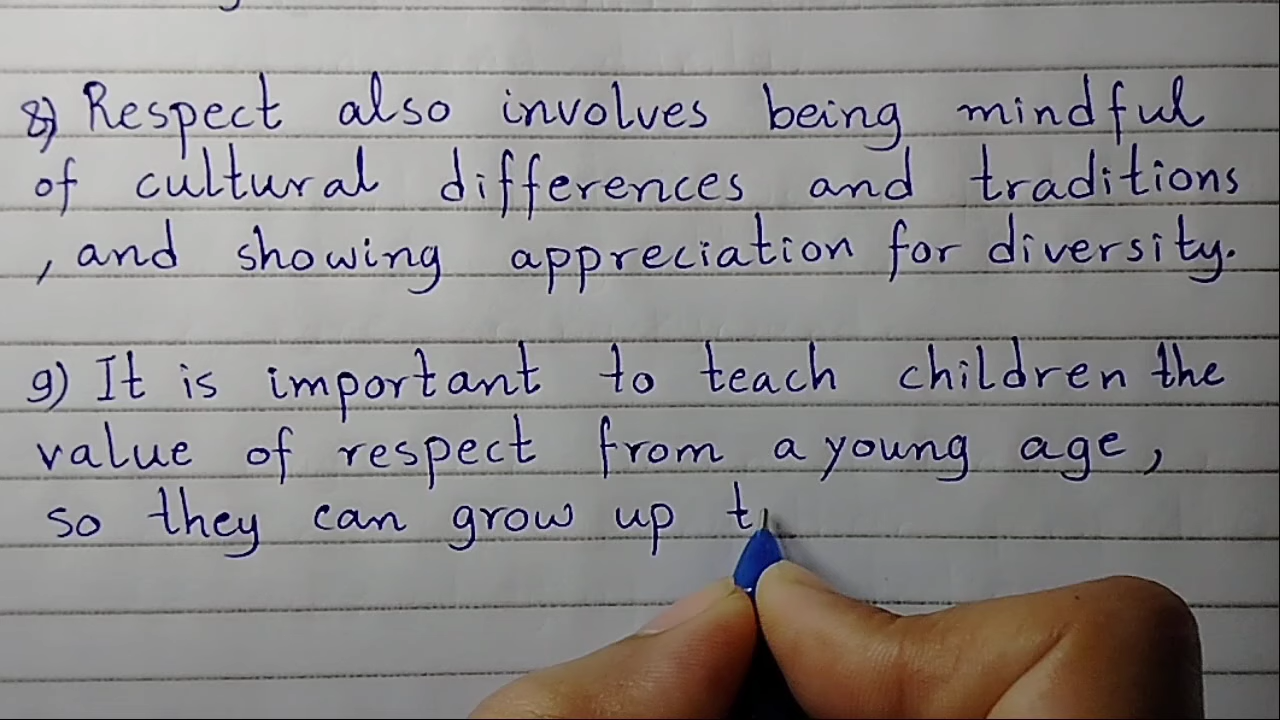 8) Respect also involves being mindful
of cultural differences and traditions
, and showing appreciation for diversity.
9) It is important to teach children the
value of respect from a young age,
so they can grow up t